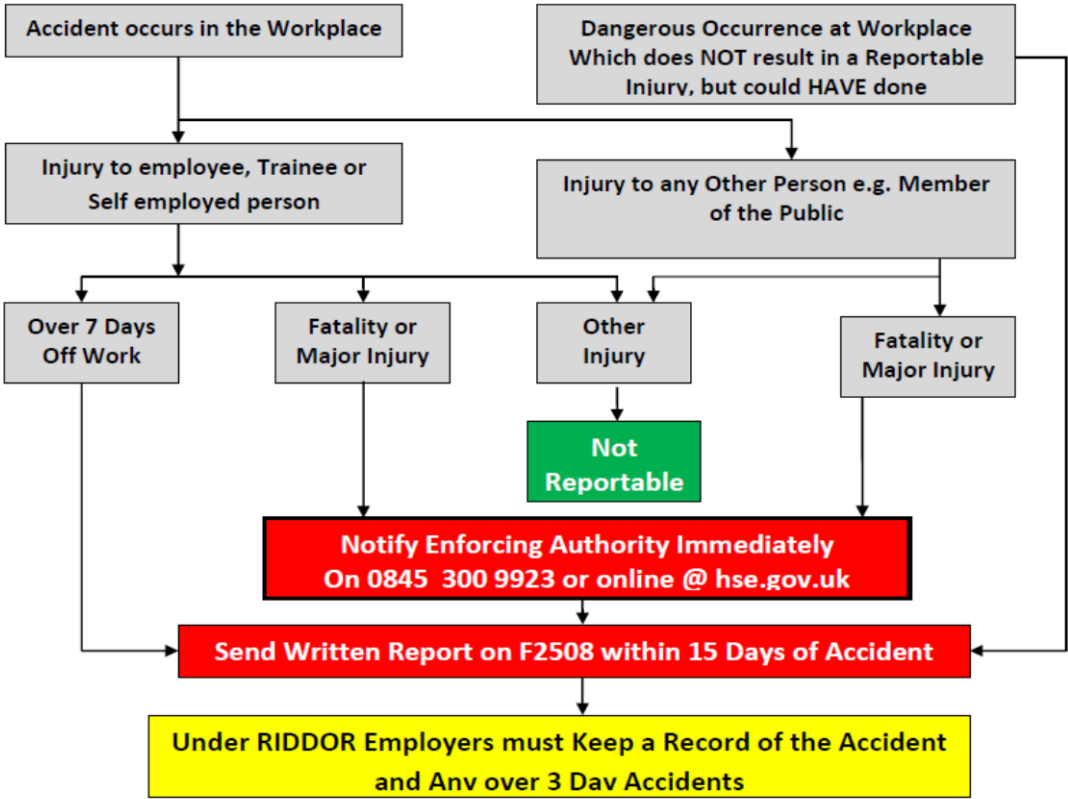 Accident occurs in the Workplace
Dangerous Occurrence at Workplace
Which does NOT result in a Reportable
Injury, but could HAVE done
Injury to employee, Trainee or
Self employed person
Injury to any Other Person e.g. Member
of the Public
Over 7 Days
Off Work
Fatality or
Major Injury
Other
Injury
Fatality or
Major Injury
Not
Reportable
Notify Enforcing Authority Immediately
On 0845 300 9923 or online @ hse.gov.uk
Send Written Report on F2508 within 15 Days of Accident
Under RIDDOR Employers must Keep a Record of the Accident
and Any over 3 Day Accidents